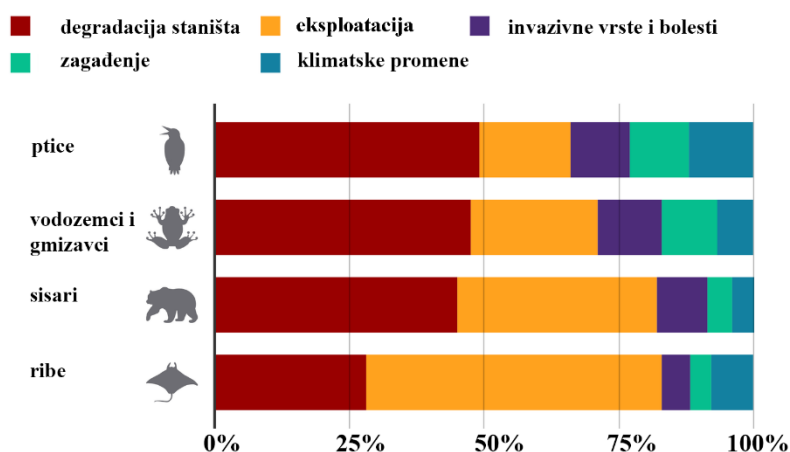 degradacija staništa
eksploatacija
invazivne vrste i bolesti
zagađenje
klimatske promene
ptice
vodozemci i
gmizavci
sisari
ribe
0%
25%
50%
75%
100%